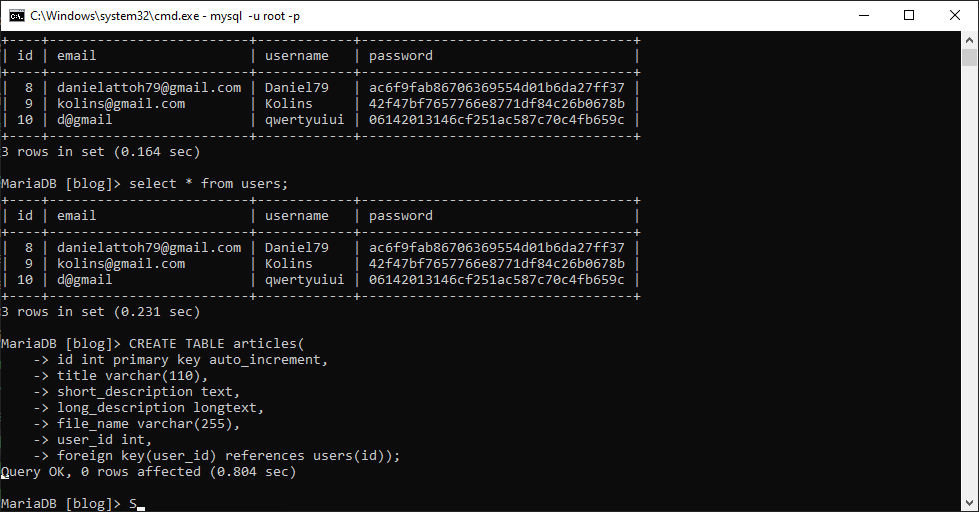 C:\Windows\system32\cmd.exe - mysql  -u root -p
+----+-------------------------+------------+----------------------------------+
| id | email                   | username   | password                         |
+----+-------------------------+------------+----------------------------------+
|  8 | danielattoh79@gmail.com | Daniel79   | ac6f9fab86706369554d01b6da27ff37 |
|  9 | kolins@gmail.com        | Kolins     | 42f47bf7657766e8771df84c26b0678b |
| 10 | d@gmail                 | qwertyuiui | 06142013146cf251ac587c70c4fb659c |
+----+-------------------------+------------+----------------------------------+
3 rows in set (0.164 sec)
MariaDB [blog]> select * from users;
+----+-------------------------+------------+----------------------------------+
| id | email                   | username   | password                         |
+----+-------------------------+------------+----------------------------------+
|  8 | danielattoh79@gmail.com | Daniel79   | ac6f9fab86706369554d01b6da27ff37 |
|  9 | kolins@gmail.com        | Kolins     | 42f47bf7657766e8771df84c26b0678b |
| 10 | d@gmail                 | qwertyuiui | 06142013146cf251ac587c70c4fb659c |
+----+-------------------------+------------+----------------------------------+
3 rows in set (0.231 sec)
MariaDB [blog]> CREATE TABLE articles(
    -> id int primary key auto_increment,
    -> title varchar(110),
    -> short_description text,
    -> long_description longtext,
    -> file_name varchar(255),
    -> user_id int,
    -> foreign key(user_id) references users(id));
Query OK, 0 rows affected (0.804 sec)
MariaDB [blog]> S